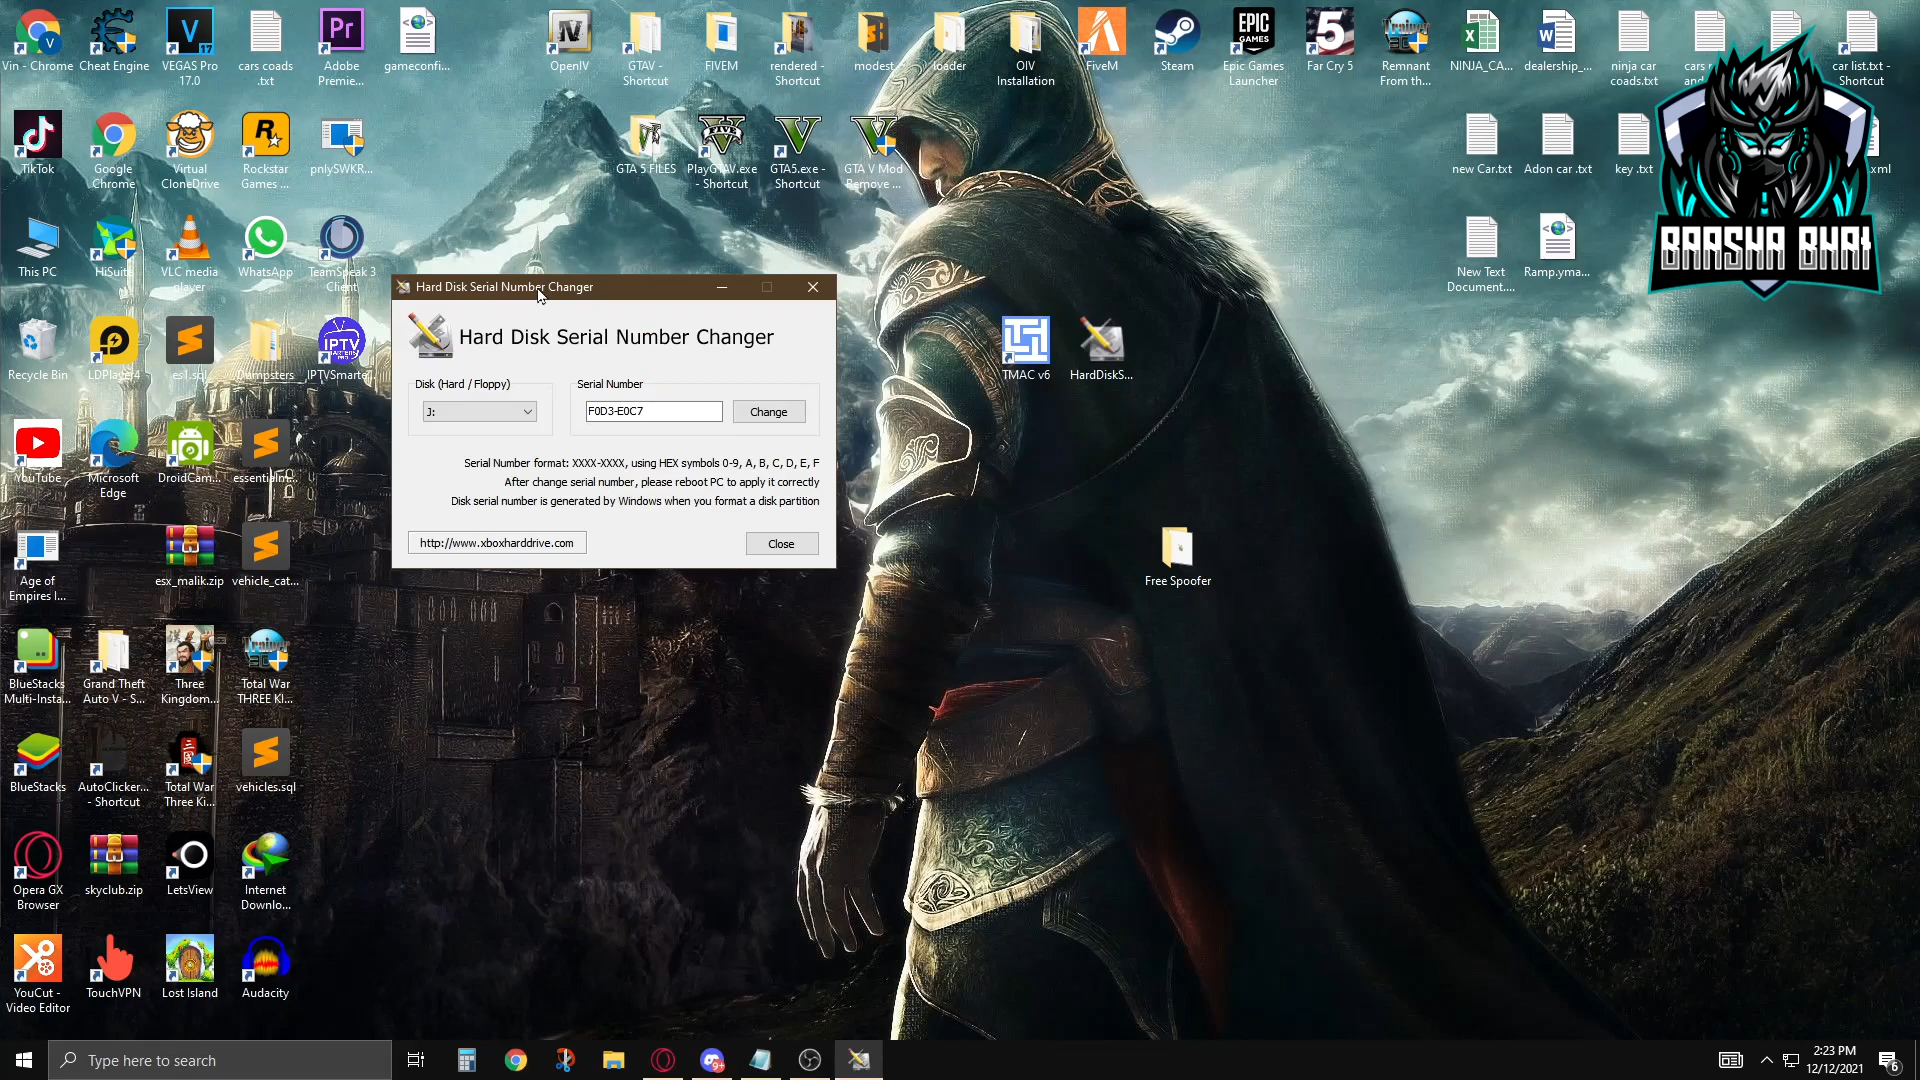 Vin - Chrome
Cheat Engine
VEGAS Pro
17.0
cars coads
.txt
Adobe
Premie...
gameconfi...
OpenIV
GTAV -
Shortcut
FIVEM
rendered -
Shortcut
modest
loader
OIV
Installation
FiveM
Steam
Epic Games
Launcher
Far Cry 5
Remnant
From th...
NINJA_CA...
dealership_...
ninja car
coads.txt
cars
car list.txt -
Shortcut
TikTok
Google
Chrome
Virtual
CloneDrive
Rockstar
Games ...
pnlySWKR...
GTA 5 FILES
PlayGTAV.exe
- Shortcut
GTA5.exe -
Shortcut
GTA V Mod
Remove ...
new Car.txt
Adon car .txt
key .txt
.xml
This PC
HiSuite
VLC media
player
WhatsApp
TeamSpeak 3
Client
New Text
Document....
Ramp.yma...
BAASHA BHAI
Hard Disk Serial Number Changer
Hard Disk Serial Number Changer
Disk (Hard / Floppy)
J:
Serial Number
F0D3-E0C7
Change
Serial Number format: XXXX-XXXX, using HEX symbols 0-9, A, B, C, D, E, F
After change serial number, please reboot PC to apply it correctly
Disk serial number is generated by Windows when you format a disk partition
http://www.xboxharddrive.com
Close
Recycle Bin
LDPlayer4
es1.sql
Dumpsters
IPTVSmarte...
TMAC v6
HardDiskS...
YouTube
Microsoft
Edge
DroidCam...
essentialm...
Free Spoofer
Age of
Empires I...
esx_malik.zip
vehicle_cat...
BlueStacks
Multi-Insta...
Grand Theft
Auto V - S...
Three
Kingdom...
Total War
THREE KI...
BlueStacks
AutoClicker...
- Shortcut
Total War
Three Ki...
vehicles.sql
Opera GX
Browser
skyclub.zip
LetsView
Internet
Downlo...
YouCut -
Video Editor
TouchVPN
Lost Island
Audacity
Type here to search
2:23 PM
12/12/2021
6